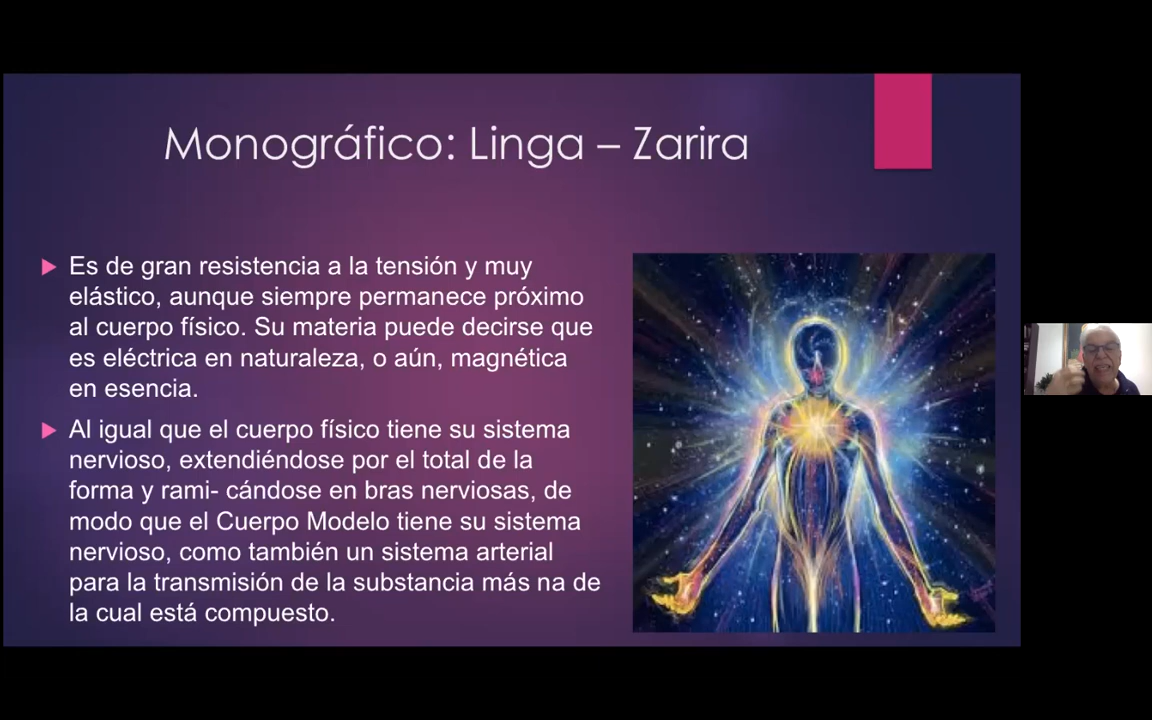 Monográfico: Linga – Zarira
Es de gran resistencia a la tensión y muy
elástico, aunque siempre permanece próximo
al cuerpo físico. Su materia puede decirse que
es eléctrica en naturaleza, o aún, magnética
en esencia.
Al igual que el cuerpo físico tiene su sistema
nervioso, extendiéndose por el total de la
forma y rami- cándose en bras nerviosas, de
modo que el Cuerpo Modelo tiene su sistema
nervioso, como también un sistema arterial
para la transmisión de la substancia más na de
la cual está compuesto.